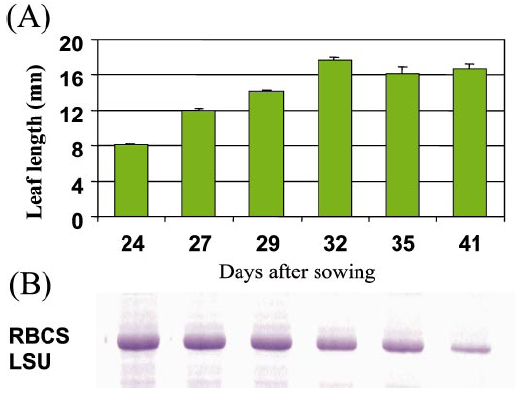 (A)
20
16
12
8
4
0
Leaf length (mn)
24 27 29 32 35 41
Days after sowing
(B)
RBCS
LSU